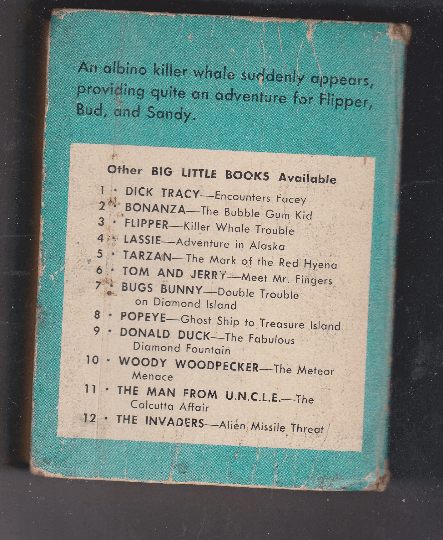 An albino killer whale suddenly appears,
providing quite an adventure for Flipper,
Bud, and Sandy.
Other BIG LITTLE BOOKS Available
1 • DICK TRACY—Encounters Facey
2 • BONANZA—The Bubble Gum Kid
3 • FLIPPER—Killer Whale Trouble
4 • LASSIE—Adventure in Alaska
5 • TARZAN—The Mark of the Red Hyena
6 • TOM AND JERRY—Meet Mr. Fingers
7 • BUGS BUNNY—Double Trouble
on Diamond Island
8 • POPEYE—Ghost Ship to Treasure Island
9 • DONALD DUCK—The Fabulous
Diamond Fountain
10 • WOODY WOODPECKER—The Meteor
Menace
11 • THE MAN FROM U.N.C.L.E.—The
Calcutta Affair
12 • THE INVADERS—Alien Missile Threat